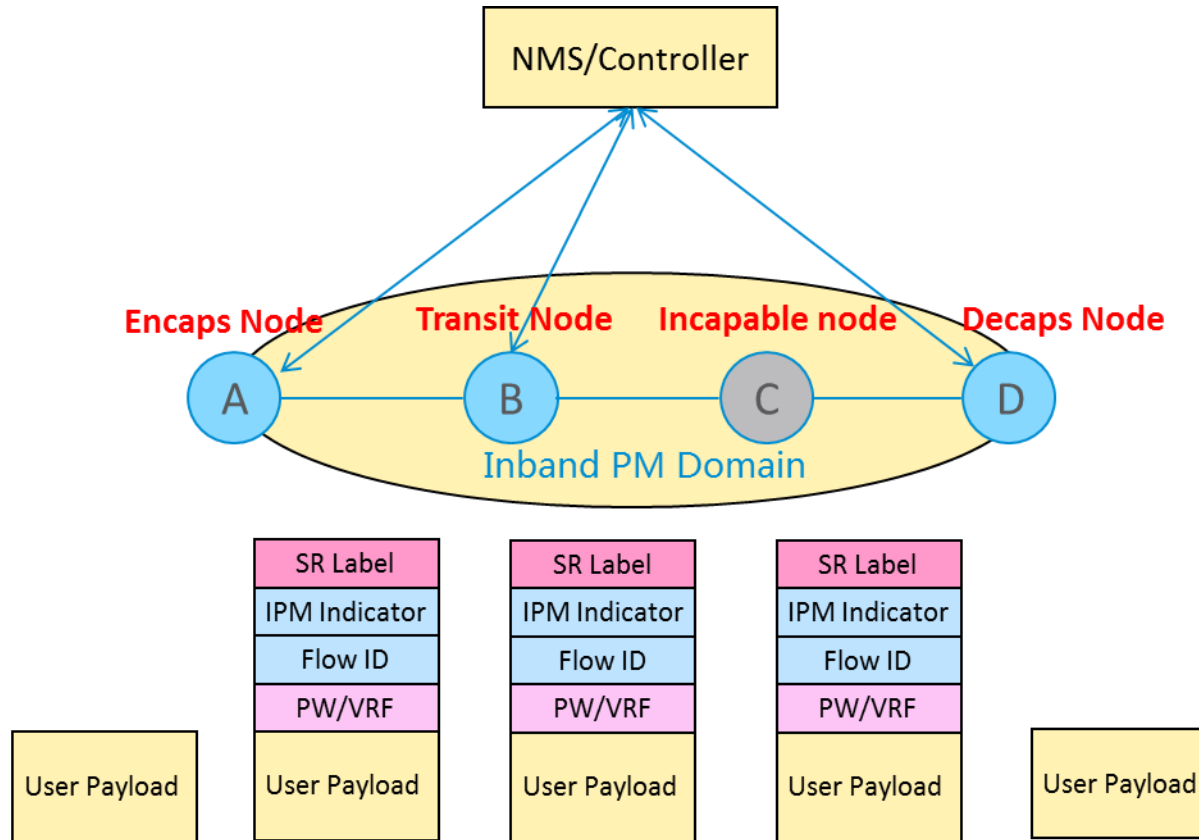 NMS/Controller
Encaps Node
Transit Node
Incapable node
Decaps Node
A
B
C
D
Inband PM Domain
SR Label
IPM Indicator
Flow ID
PW/VRF
User Payload
SR Label
IPM Indicator
Flow ID
PW/VRF
User Payload
SR Label
IPM Indicator
Flow ID
PW/VRF
User Payload
User Payload
User Payload